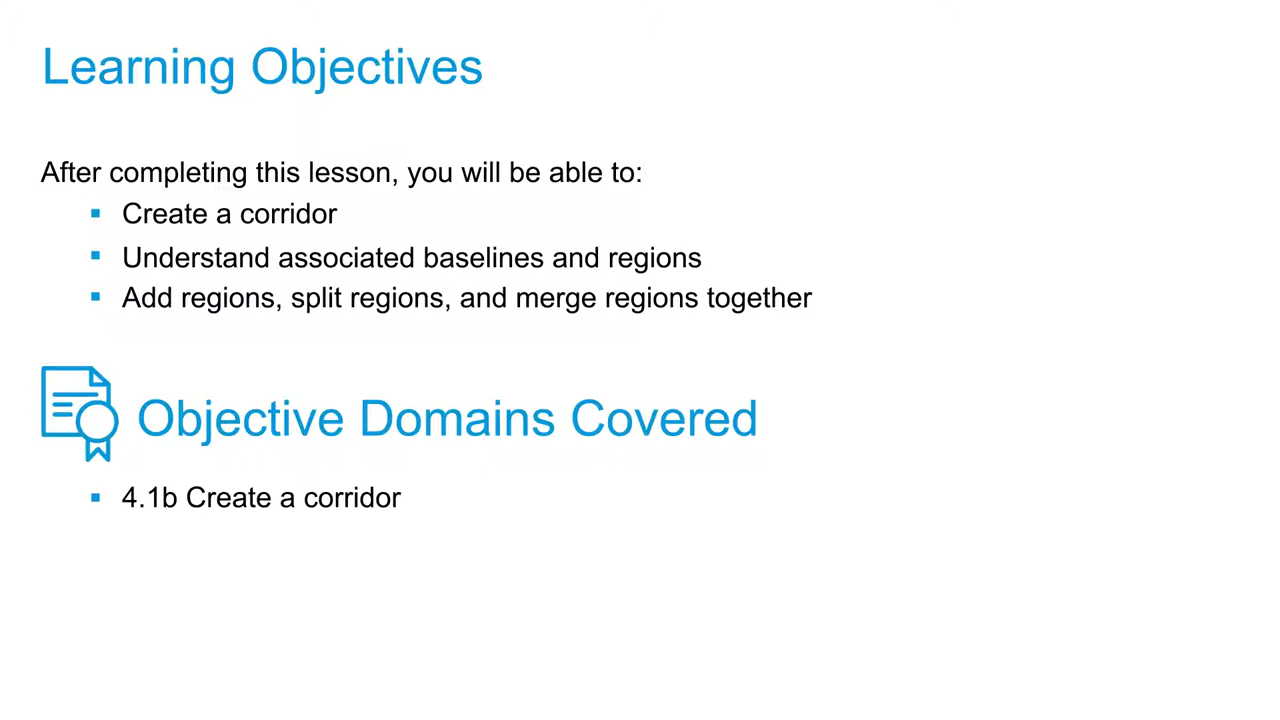 Learning Objectives
After completing this lesson, you will be able to:
▪ Create a corridor
▪ Understand associated baselines and regions
▪ Add regions, split regions, and merge regions together
Objective Domains Covered
▪ 4.1b Create a corridor